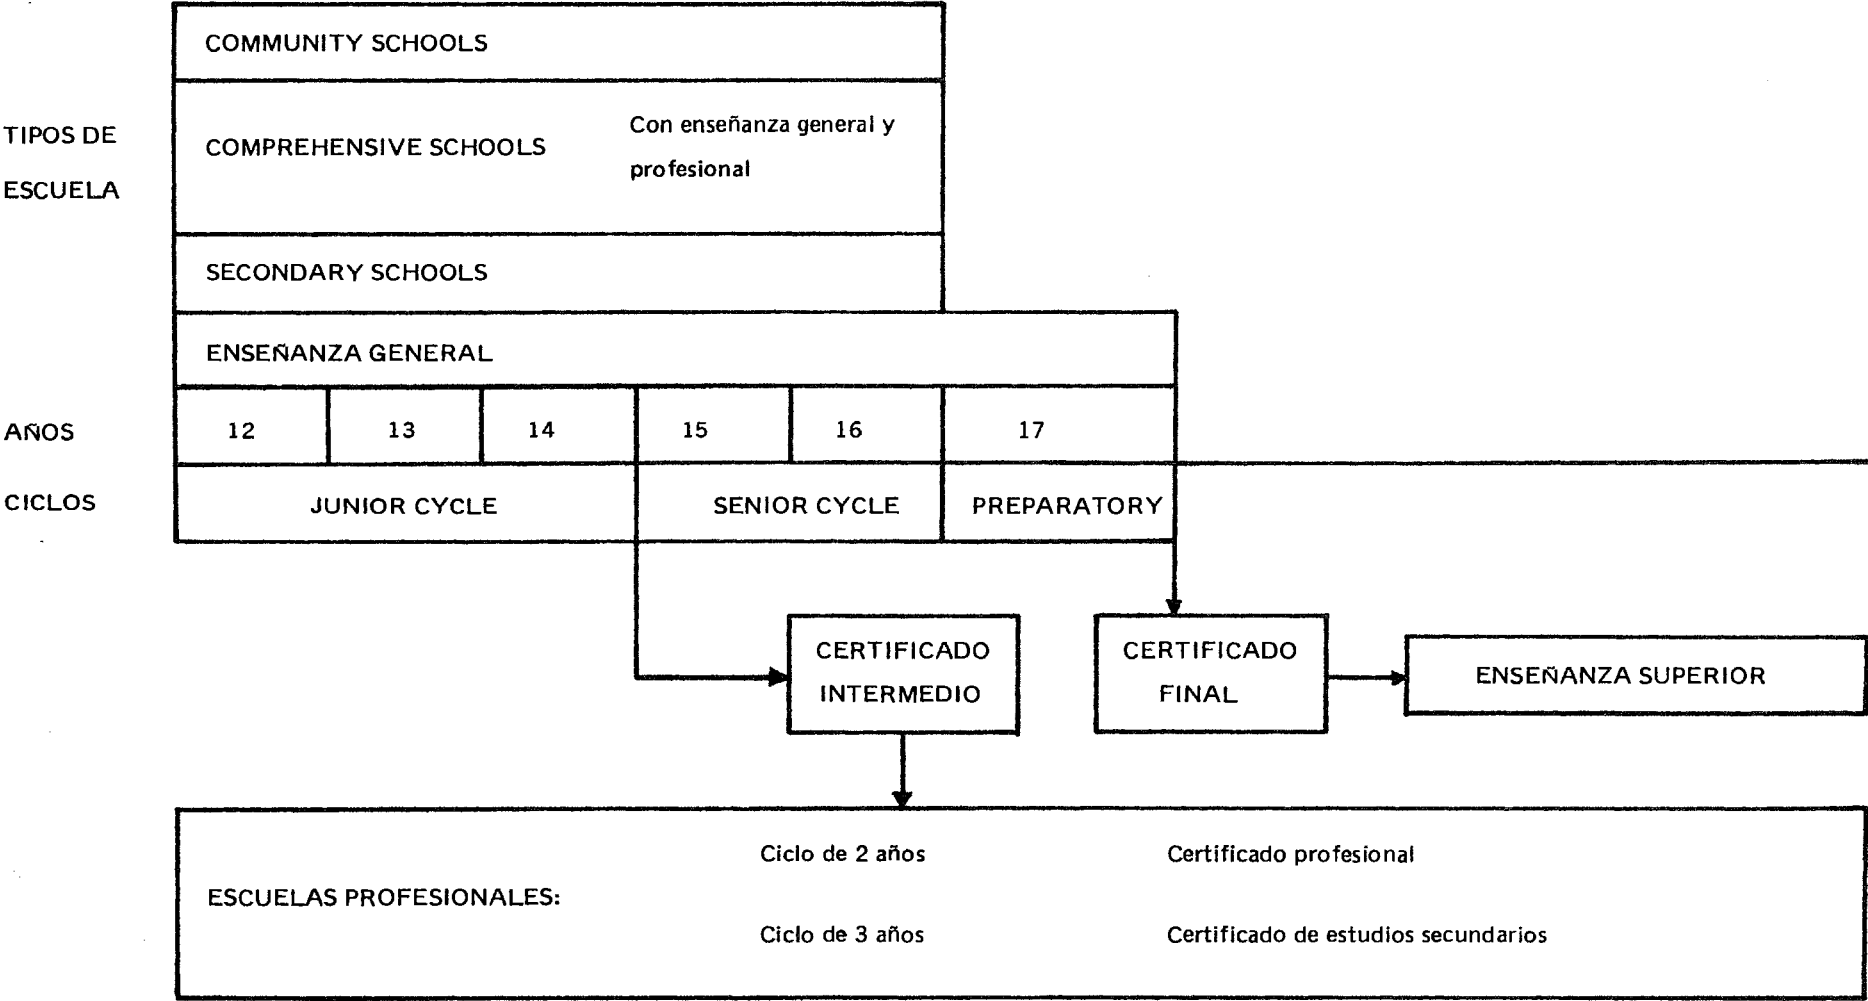 COMMUNITY SCHOOLS
TIPOS DE
ESCUELA
COMPREHENSIVE SCHOOLS
Con enseñanza general y
profesional
SECONDARY SCHOOLS
ENSEÑANZA GENERAL
AÑOS
12
13
14
15
16
17
CICLOS
JUNIOR CYCLE
SENIOR CYCLE
PREPARATORY
CERTIFICADO
INTERMEDIO
CERTIFICADO
FINAL
ENSEÑANZA SUPERIOR
ESCUELAS PROFESIONALES:
Ciclo de 2 años
Certificado profesional
Ciclo de 3 años
Certificado de estudios secundarios